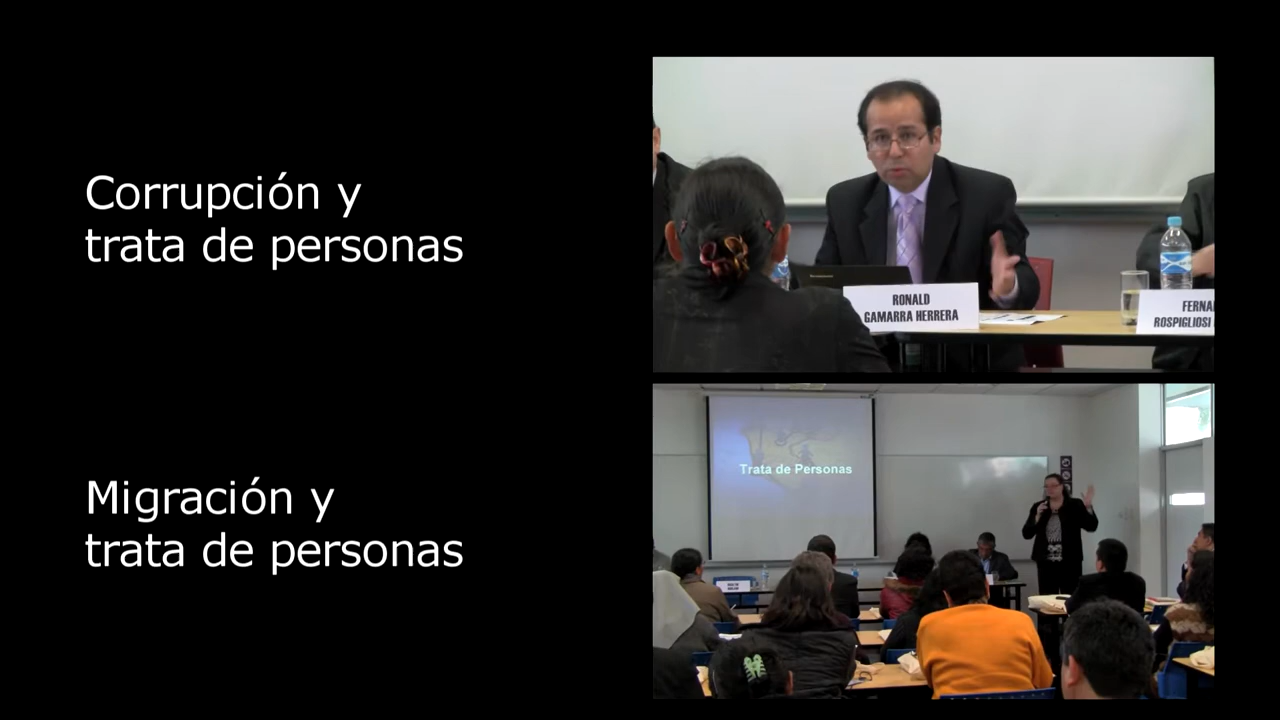 Corrupción y
trata de personas
RONALD
GAMARRA HERRERA
ROSPIGLIOSI
Migración y
trata de personas
Trata de Personas